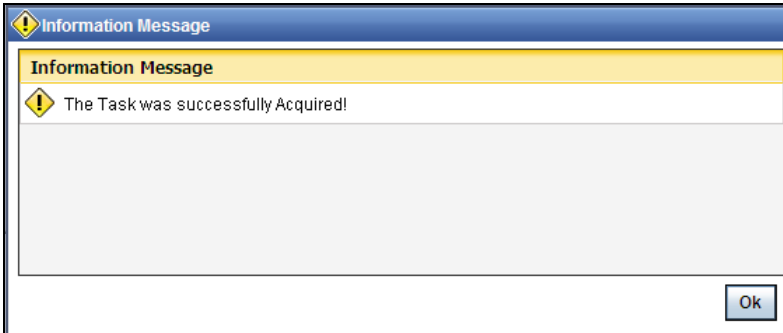 Information Message
Information Message
The Task was successfully Acquired!
Ok